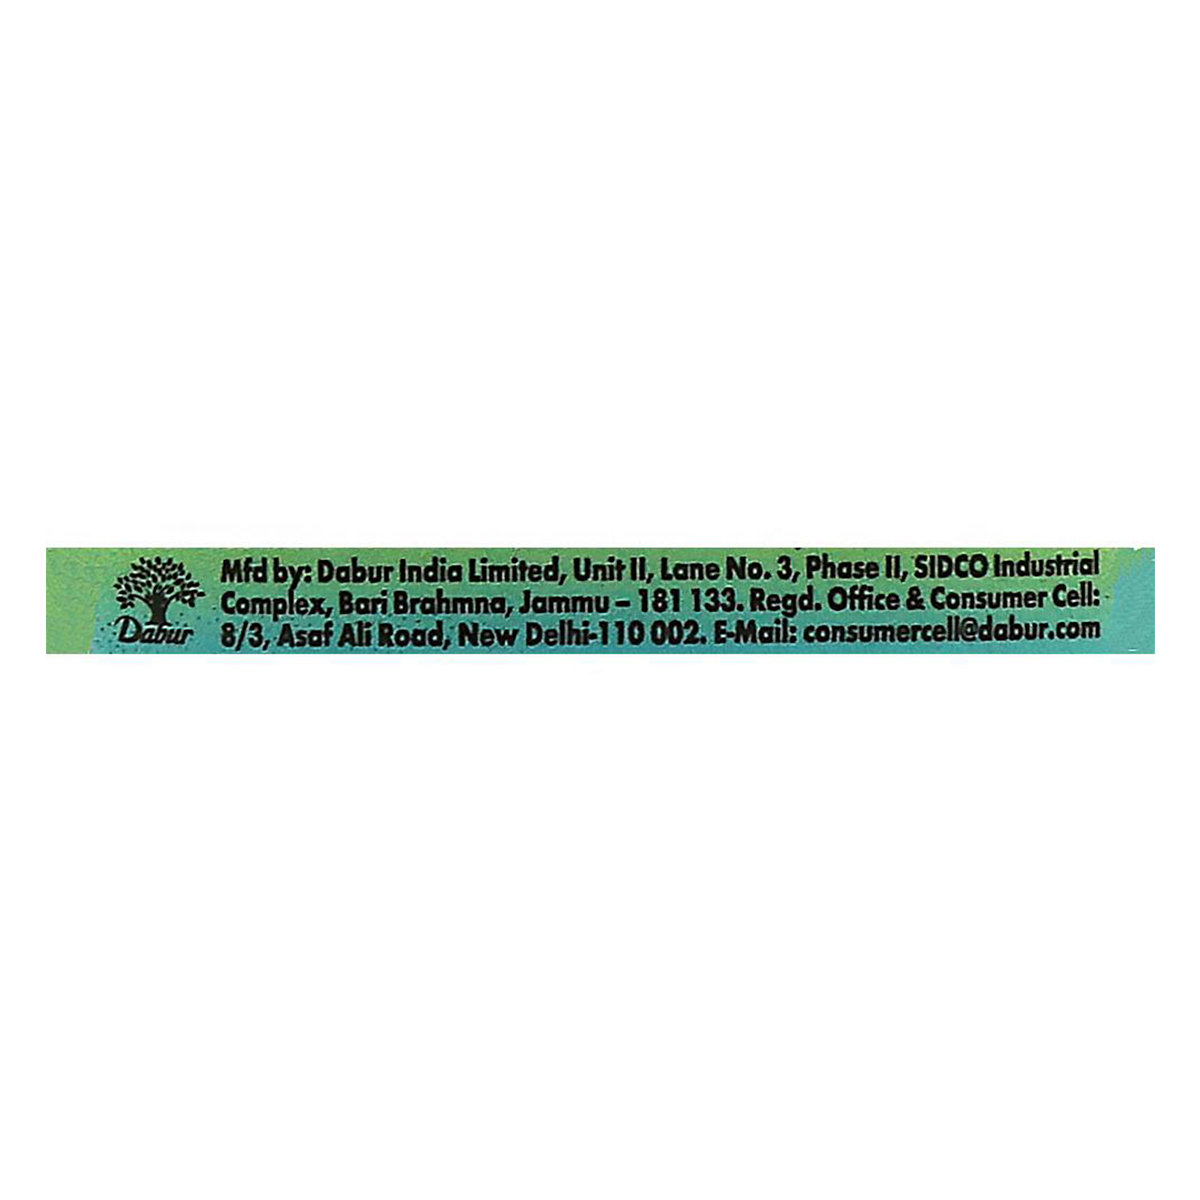 Mfd by: Dabur India Limited, Unit II, Lane No. 3, Phase II, SIDCO Industrial
Complex, Bari Brahmna, Jammu – 181 133. Regd. Office & Consumer Cell:
8/3, Asaf Ali Road, New Delhi-110 002. E-Mail: consumercell@dabur.com
Dabur